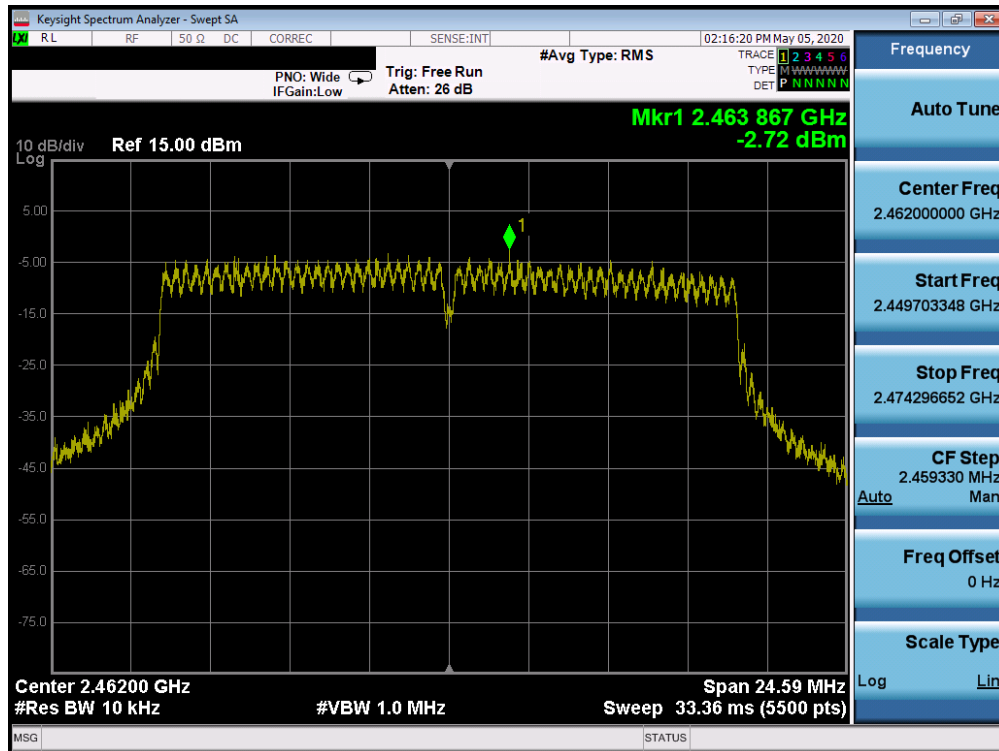 Keysight Spectrum Analyzer - Swept SA
LXI RL RF 50 Ω DC CORREC SENSE:INT 02:16:20 PM May 05, 2020
#Avg Type: RMS TRACE 1 2 3 4 5 6
PNO: Wide Trig: Free Run TYPE M WWWWW
IFGain:Low Atten: 26 dB DET P N N N N N
Mkr1 2.463 867 GHz
-2.72 dBm
10 dB/div Ref 15.00 dBm
Log
1
5.00
-5.00
-15.0
-25.0
-35.0
-45.0
-55.0
-65.0
-75.0
Center 2.46200 GHz Span 24.59 MHz
#Res BW 10 kHz #VBW 1.0 MHz Sweep 33.36 ms (5500 pts)
MSG STATUS
Frequency
Auto Tune
Center Freq
2.462000000 GHz
Start Freq
2.449703348 GHz
Stop Freq
2.474296652 GHz
CF Step
2.459330 MHz
Auto Man
Freq Offset
0 Hz
Scale Type
Log Lin